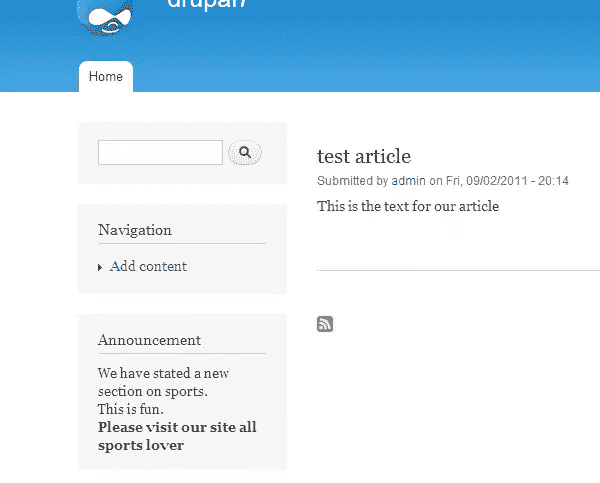 drupal7
Home
test article
Submitted by admin on Fri, 09/02/2011 - 20:14
This is the text for our article
Navigation
Add content
Announcement
We have stated a new
section on sports.
This is fun.
Please visit our site all
sports lover